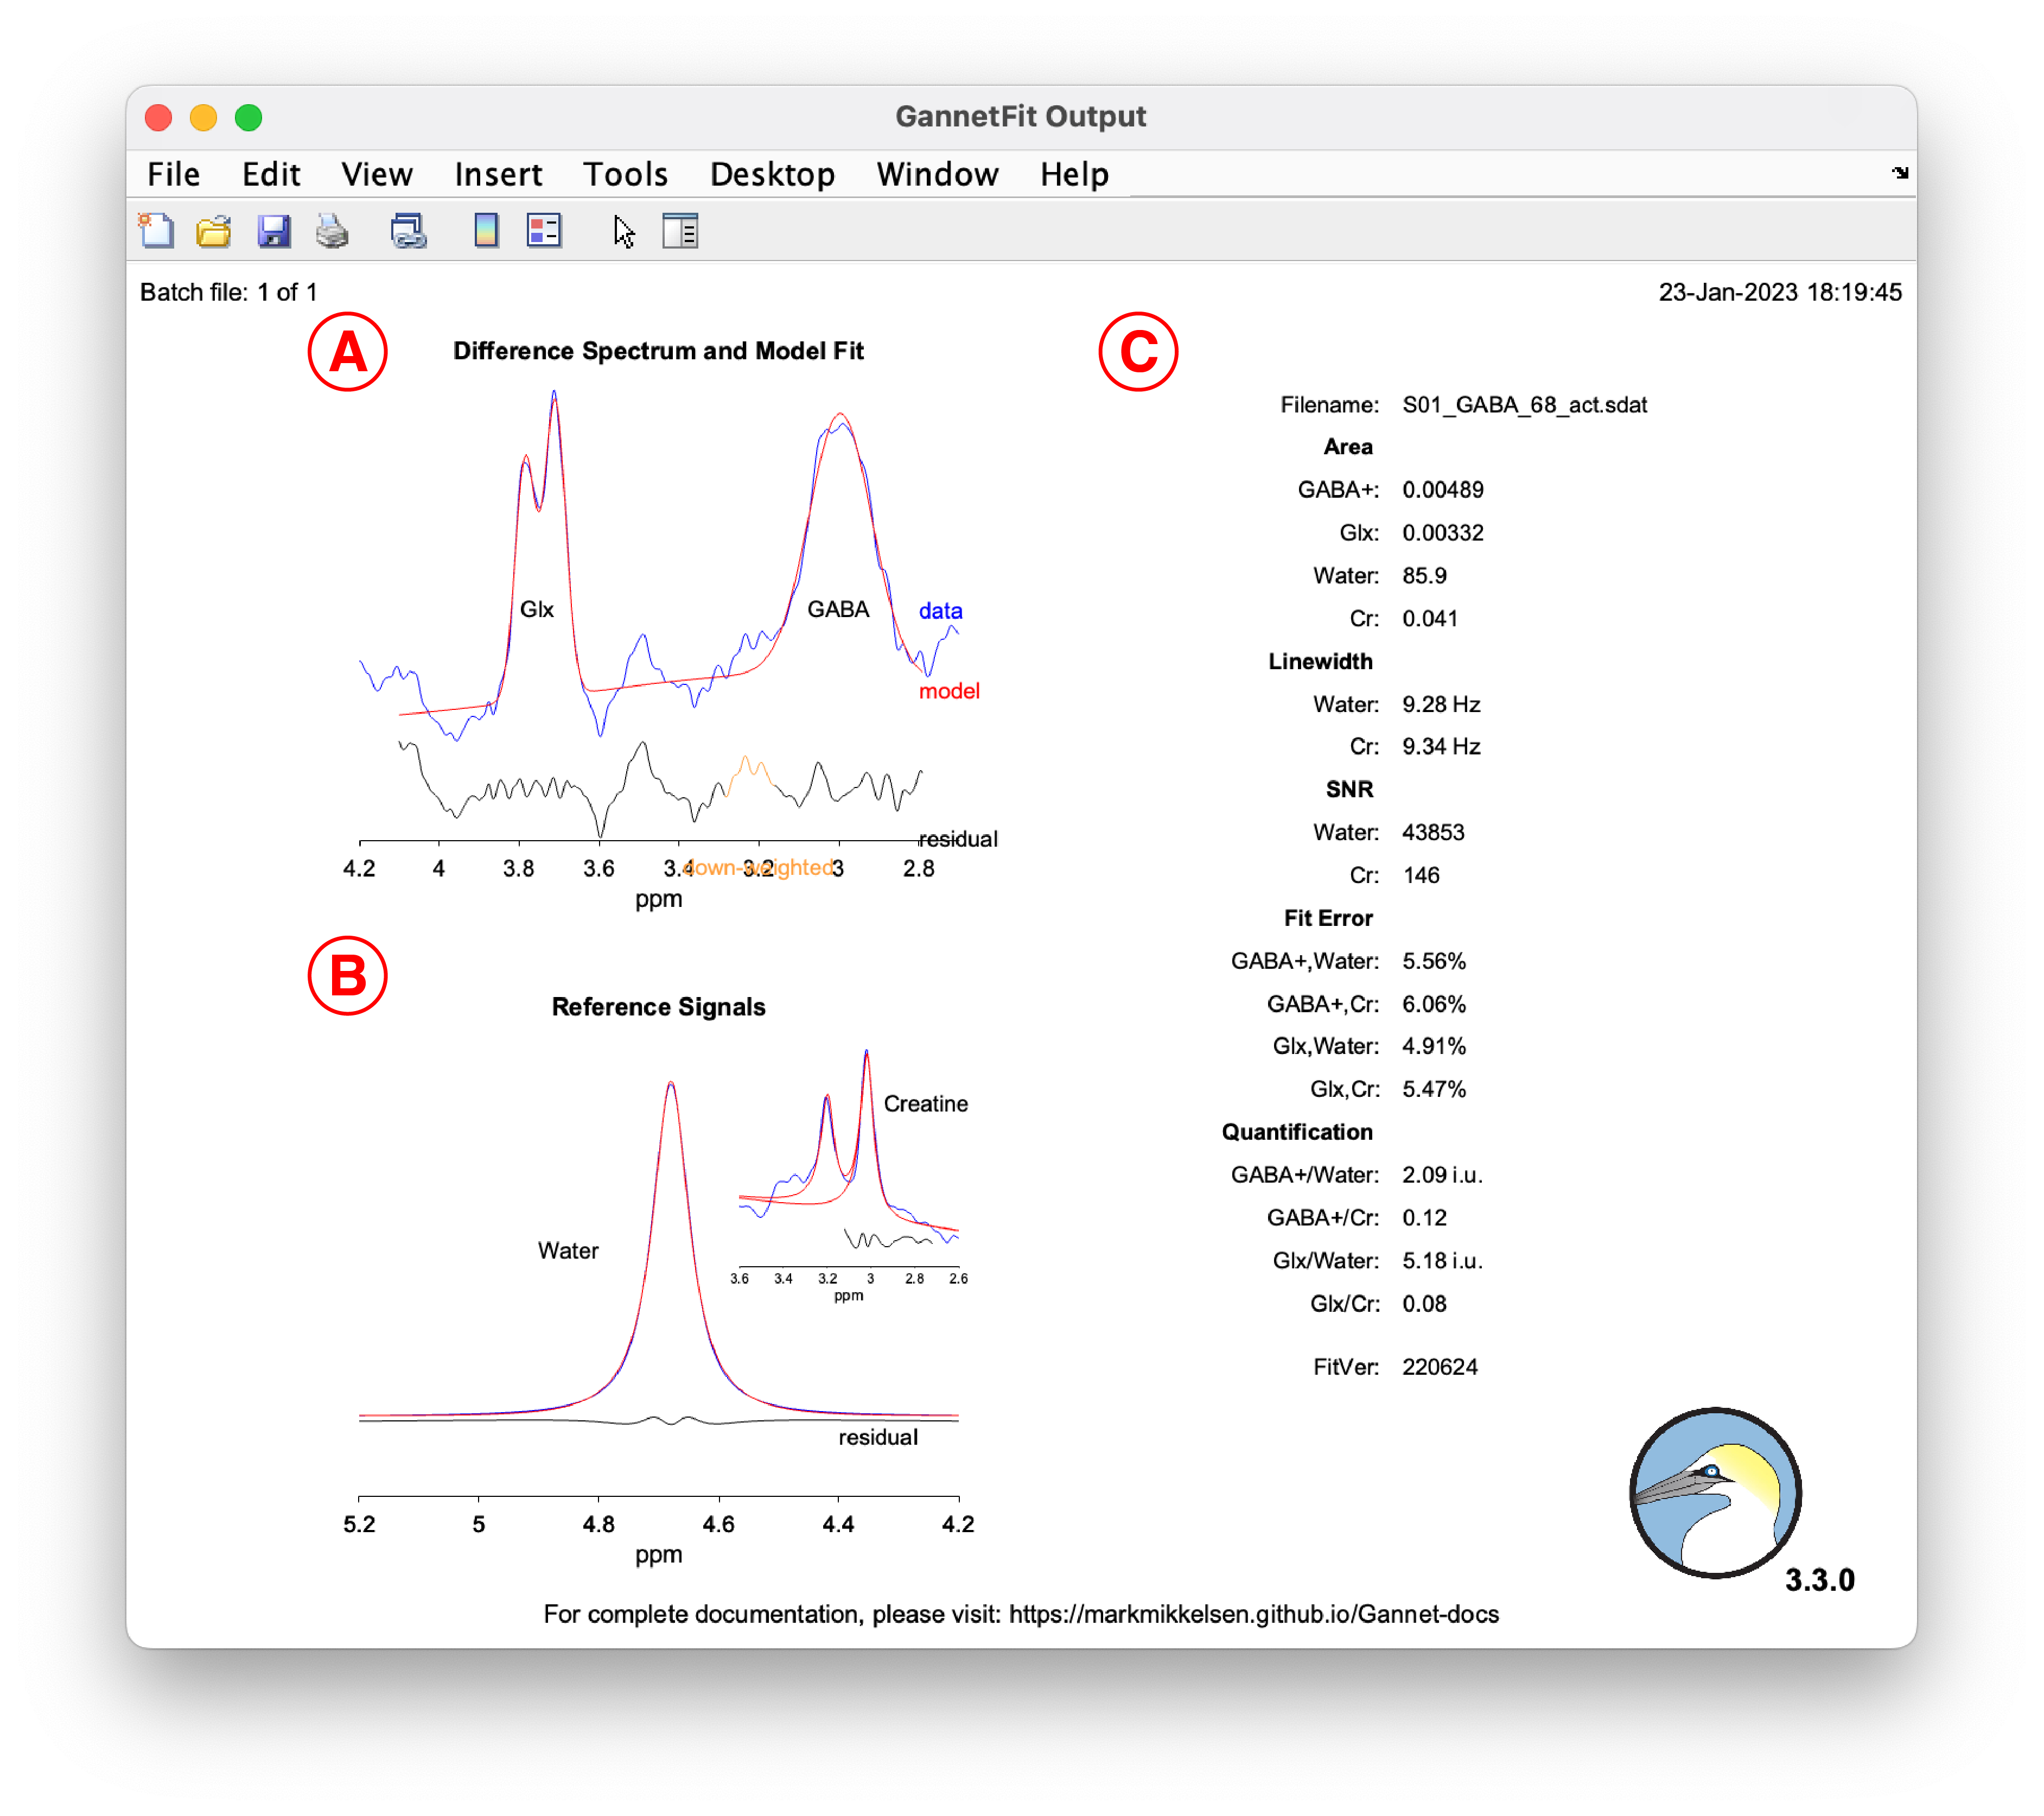 GannetFit Output
File Edit View Insert Tools Desktop Window Help
Batch file: 1 of 1
23-Jan-2023 18:19:45
A
Difference Spectrum and Model Fit
Glx
GABA
data
model
residual
down-weighted
4.2 4 3.8 3.6 3.4 3.2 3 2.8
ppm
B
Reference Signals
Creatine
Water
3.6 3.4 3.2 3 2.8 2.6
ppm
residual
5.2 5 4.8 4.6 4.4 4.2
ppm
C
Filename: S01_GABA_68_act.sdat
Area
GABA+: 0.00489
Glx: 0.00332
Water: 85.9
Cr: 0.041
Linewidth
Water: 9.28 Hz
Cr: 9.34 Hz
SNR
Water: 43853
Cr: 146
Fit Error
GABA+,Water: 5.56%
GABA+,Cr: 6.06%
Glx,Water: 4.91%
Glx,Cr: 5.47%
Quantification
GABA+/Water: 2.09 i.u.
GABA+/Cr: 0.12
Glx/Water: 5.18 i.u.
Glx/Cr: 0.08
FitVer: 220624
3.3.0
For complete documentation, please visit: https://markmikkelsen.github.io/Gannet-docs